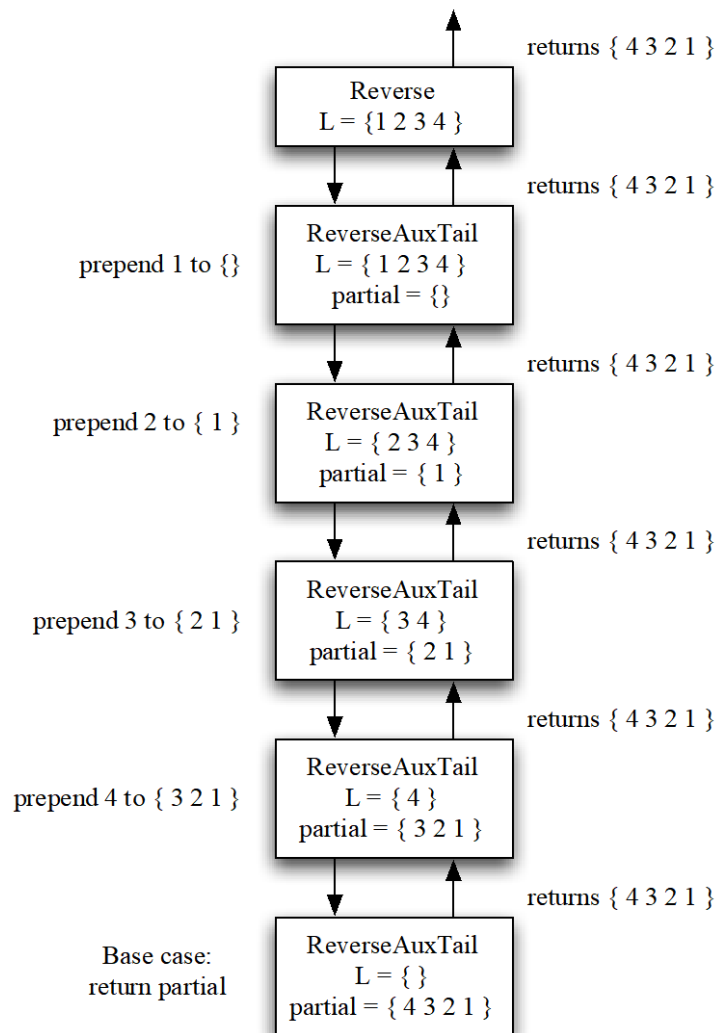 returns { 4 3 2 1 }
Reverse
L = {1 2 3 4 }
returns { 4 3 2 1 }
prepend 1 to {}
ReverseAuxTail
L = { 1 2 3 4 }
partial = {}
returns { 4 3 2 1 }
prepend 2 to { 1 }
ReverseAuxTail
L = { 2 3 4 }
partial = { 1 }
returns { 4 3 2 1 }
prepend 3 to { 2 1 }
ReverseAuxTail
L = { 3 4 }
partial = { 2 1 }
returns { 4 3 2 1 }
prepend 4 to { 3 2 1 }
ReverseAuxTail
L = { 4 }
partial = { 3 2 1 }
returns { 4 3 2 1 }
Base case:
return partial
ReverseAuxTail
L = { }
partial = { 4 3 2 1 }